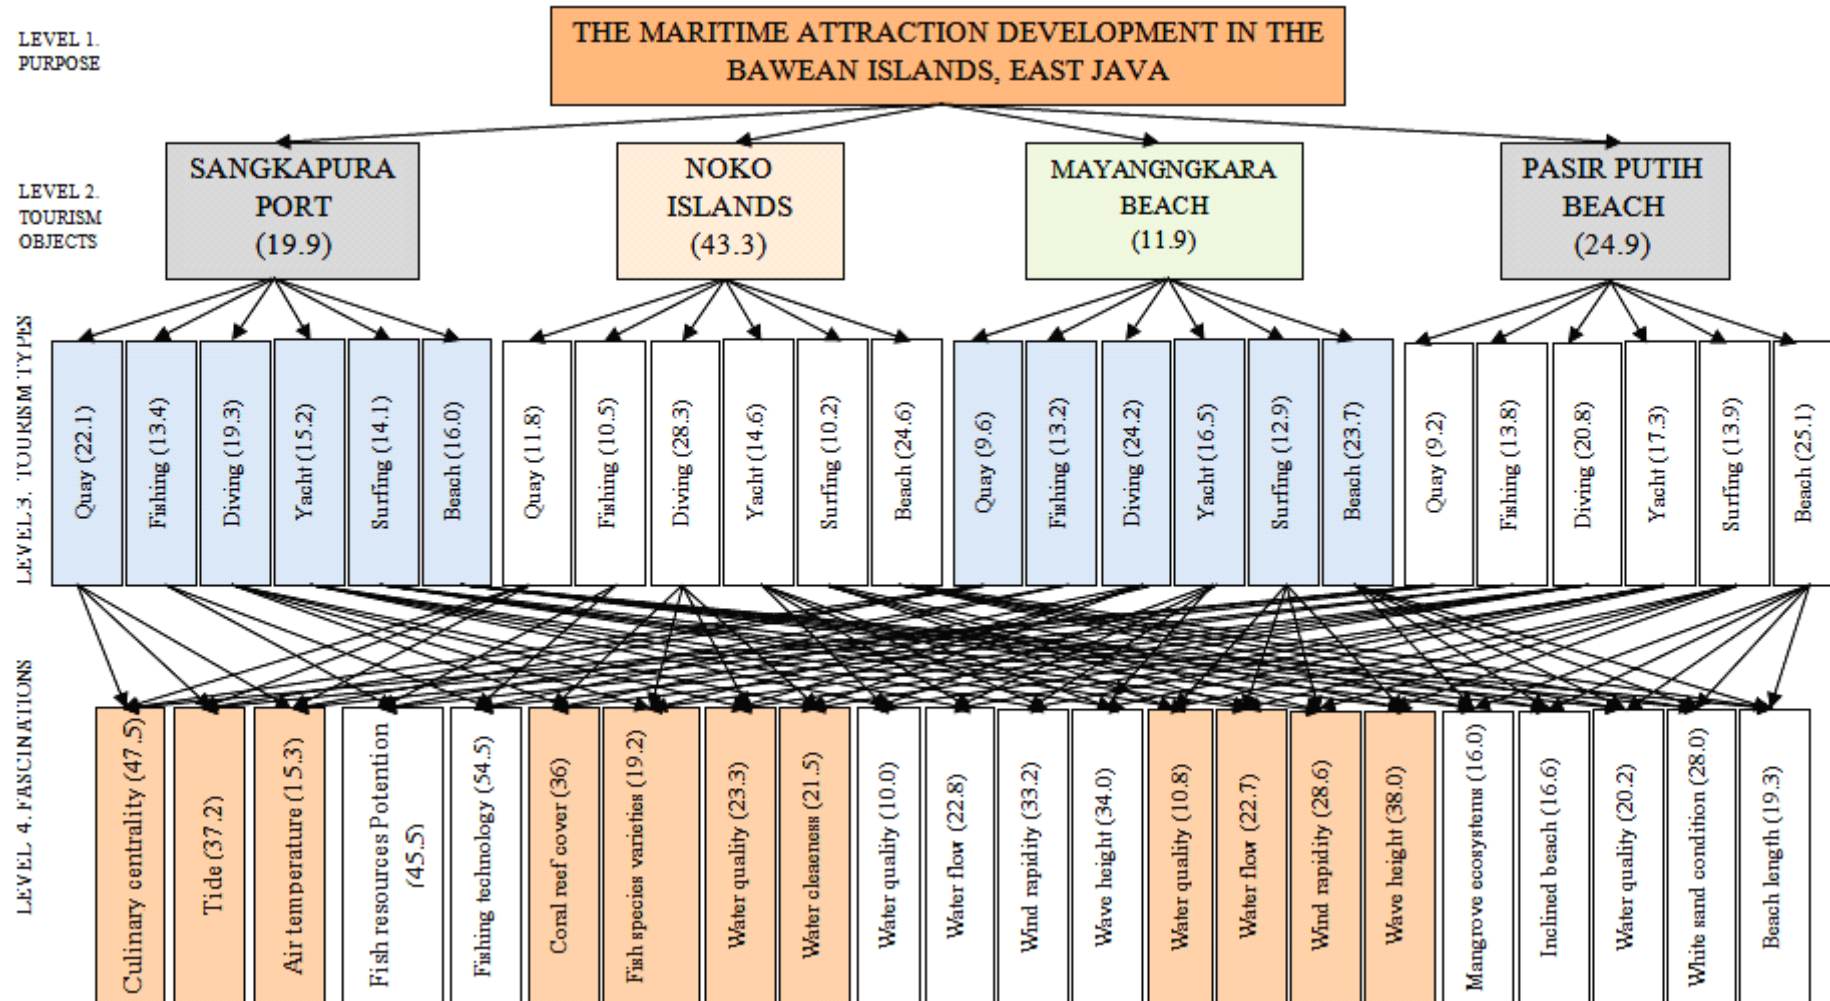 LEVEL 1.
PURPOSE
THE MARITIME ATTRACTION DEVELOPMENT IN THE
BAWEAN ISLANDS, EAST JAVA
LEVEL 2.
TOURISM
OBJECTS
SANGKAPURA
PORT
(19.9)
NOKO
ISLANDS
(43.3)
MAYANGNGKARA
BEACH
(11.9)
PASIR PUTIH
BEACH
(24.9)
LEVEL 3. TOURISM TYPES
Quay (22.1)
Fishing (13.4)
Diving (19.3)
Yacht (15.2)
Surfing (14.1)
Beach (16.0)
Quay (11.8)
Fishing (10.5)
Diving (28.3)
Yacht (14.6)
Surfing (10.2)
Beach (24.6)
Quay (9.6)
Fishing (13.2)
Diving (24.2)
Yacht (16.5)
Surfing (12.9)
Beach (23.7)
Quay (9.2)
Fishing (13.8)
Diving (20.8)
Yacht (17.3)
Surfing (13.9)
Beach (25.1)
LEVEL 4. FASCINATIONS
Culinary centrality (47.5)
Tide (37.2)
Air temperature (15.3)
Fish resources Potention
(45.5)
Fishing technology (54.5)
Coral reef cover (36)
Fish species varieties (19.2)
Water quality (23.3)
Water cleaeness (21.5)
Water quality (10.0)
Water flow (22.8)
Wind rapidity (33.2)
Wave height (34.0)
Water quality (10.8)
Water flow (22.7)
Wind rapidity (28.6)
Wave height (38.0)
Mangrove ecosystems (16.0)
Inclined beach (16.6)
Water quality (20.2)
White sand condition (28.0)
Beach length (19.3)